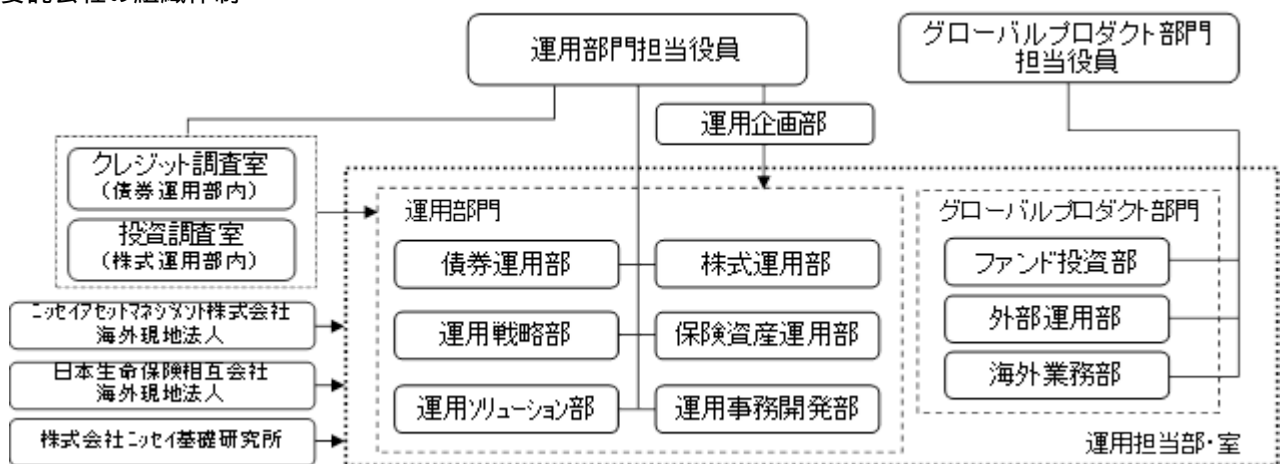 委託会社の組織体制
運用部門担当役員
グローバルプロダクト部門
担当役員
運用企画部
クレジット調査室
(債券運用部内)
投資調査室
(株式運用部内)
運用部門
債券運用部
株式運用部
運用戦略部
保険資産運用部
運用ソリューション部
運用事務開発部
グローバルプロダクト部門
ファンド投資部
外部運用部
海外業務部
ニッセイアセットマネジメント株式会社
海外現地法人
日本生命保険相互会社
海外現地法人
株式会社ニッセイ基礎研究所
運用担当部・室